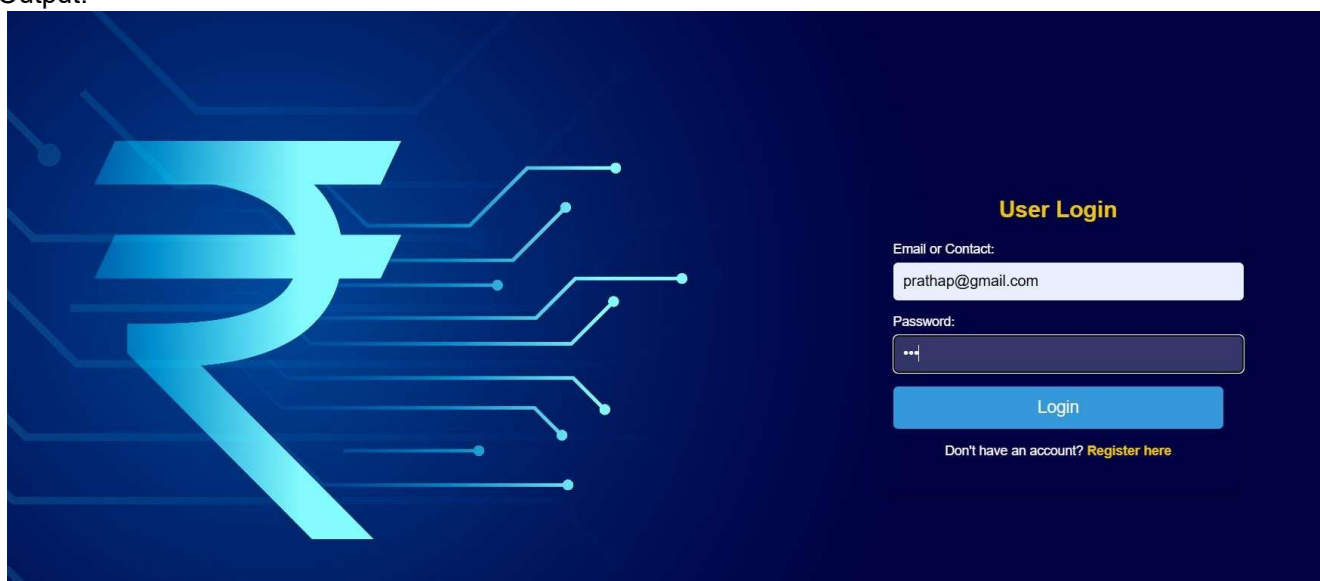 Output:
User Login
Email or Contact:
prathap@gmail.com
Password:
•••
Login
Don't have an account? Register here